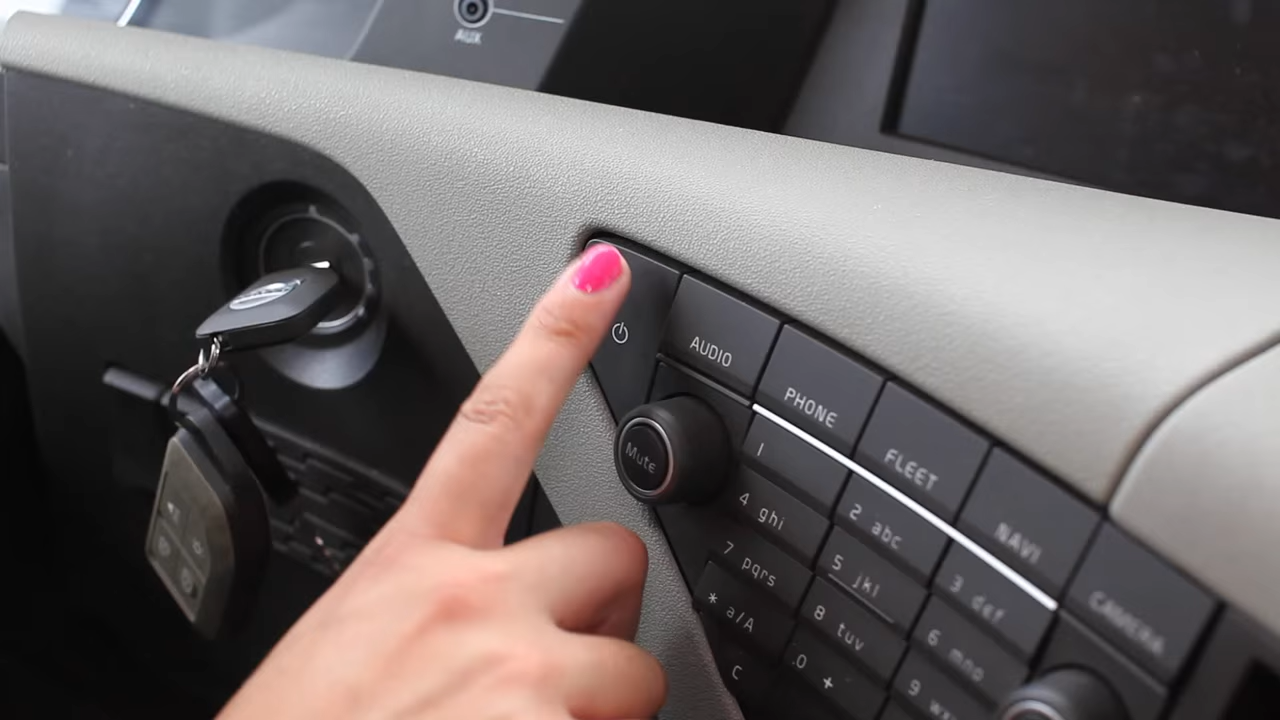 AUX
AUDIO
PHONE
FLEET
NAVI
CAMERA
Mute
1
2 abc
3 def
4 ghi
5 jkl
6 mno
7 pqrs
8 tuv
9
* a/A
0 +
C